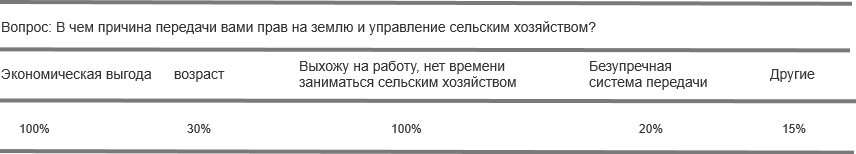 Вопрос: В чем причина передачи вами прав на землю и управление сельским хозяйством?
Экономическая выгода возраст Выхожу на работу, нет времени Безупречная Другие
заниматься сельским хозяйством система передачи
100% 30% 100% 20% 15%